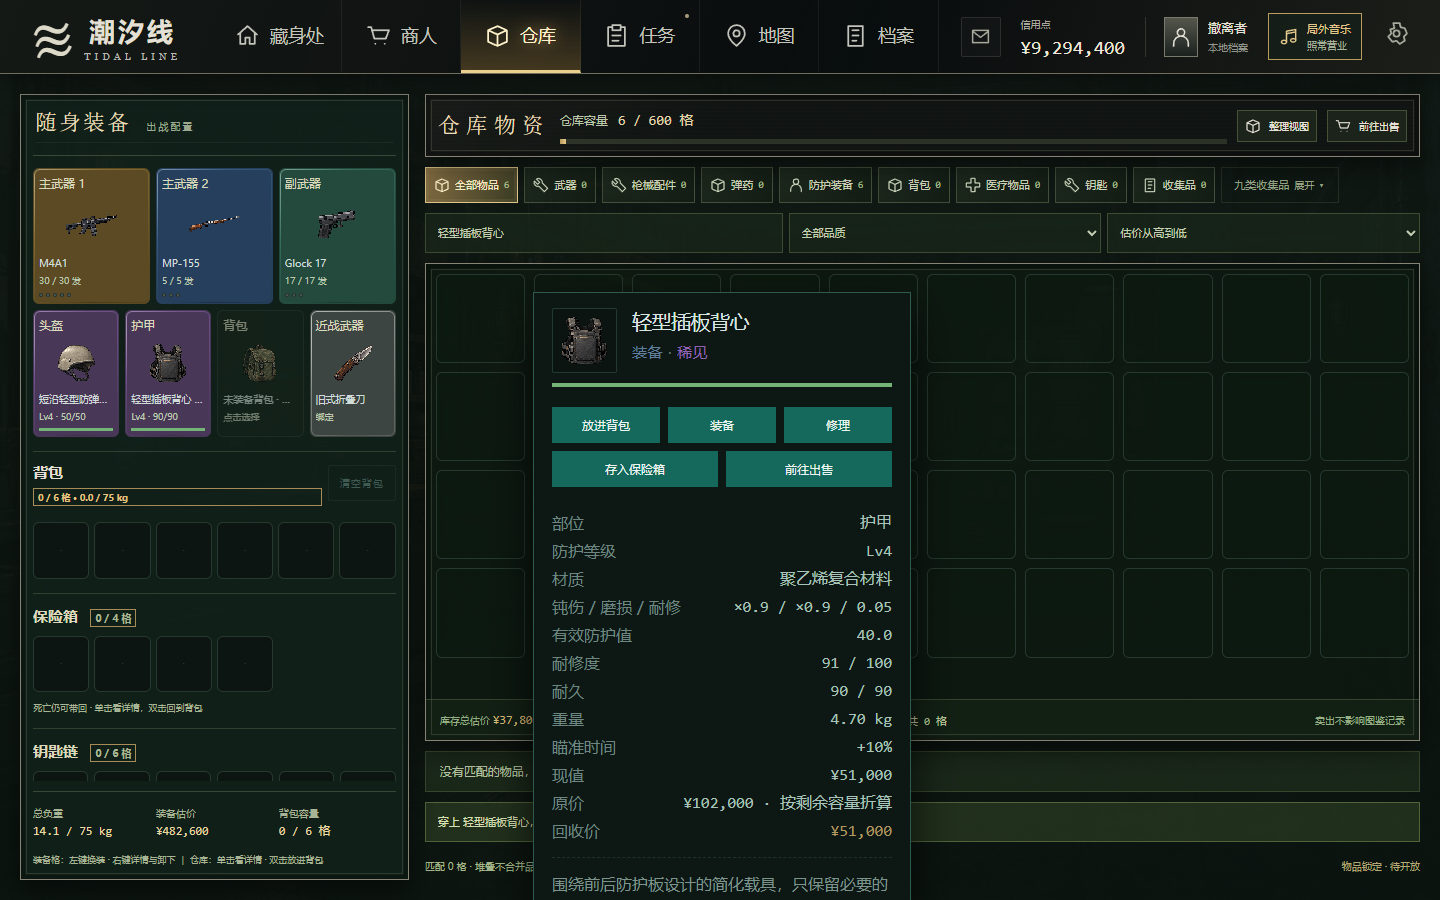 潮汐线
TIDAL LINE
藏身处
商人
仓库
任务
地图
档案
信用点
¥9,294,400
撤离者
本地档案
局外音乐
照常营业
随身装备 出战配置
主武器 1
M4A1
30 / 30 发
主武器 2
MP-155
5 / 5 发
副武器
Glock 17
17 / 17 发
头盔
短沿轻型防弹...
Lv4 · 50/50
护甲
轻型插板背心 ...
Lv4 · 90/90
背包
未装备背包 · ...
点击选择
近战武器
旧式折叠刀
绑定
背包
0 / 6 格 • 0.0 / 75 kg
清空背包
保险箱 0 / 4 格
死亡仍可带回 · 单击看详情，双击回到背包
钥匙链 0 / 6 格
总负重
14.1 / 75 kg
装备估价
¥482,600
背包容量
0 / 6 格
装备格：左键换装 · 右键详情与卸下 | 仓库：单击看详情 · 双击放进背包
仓库物资
仓库容量 6 / 600 格
整理视图
前往出售
全部物品 6
武器 0
枪械配件 0
弹药 0
防护装备 6
背包 0
医疗物品 0
钥匙 0
收集品 0
九类收集品 展开 ▾
轻型插板背心
全部品质
估价从高到低
轻型插板背心
装备 · 稀见
放进背包
装备
修理
存入保险箱
前往出售
部位 护甲
防护等级 Lv4
材质 聚乙烯复合材料
钝伤 / 磨损 / 耐修 ×0.9 / ×0.9 / 0.05
有效防护值 40.0
耐修度 91 / 100
耐久 90 / 90
重量 4.70 kg
瞄准时间 +10%
现值 ¥51,000
原价 ¥102,000 · 按剩余容量折算
回收价 ¥51,000
围绕前后防护板设计的简化载具，只保留必要的
库存总估价 ¥37,80
共 0 格
卖出不影响图鉴记录
没有匹配的物品，
穿上 轻型插板背心，
匹配 0 格 · 堆叠不合并品
物品锁定 · 待开放